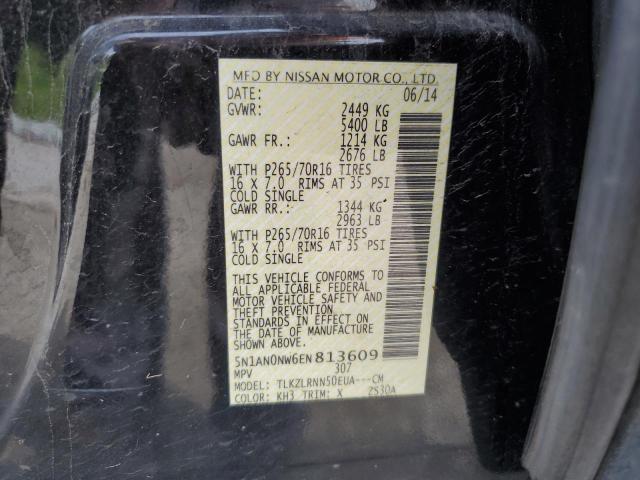 MFD BY NISSAN MOTOR CO., LTD.
DATE: 06/14
GVWR: 2449 KG
5400 LB
GAWR FR.: 1214 KG
2676 LB
WITH P265/70R16 TIRES
16 X 7.0 RIMS AT 35 PSI
COLD SINGLE
GAWR RR.: 1344 KG
2963 LB
WITH P265/70R16 TIRES
16 X 7.0 RIMS AT 35 PSI
COLD SINGLE
THIS VEHICLE CONFORMS TO
ALL APPLICABLE FEDERAL
MOTOR VEHICLE SAFETY AND
THEFT PREVENTION
STANDARDS IN EFFECT ON
THE DATE OF MANUFACTURE
SHOWN ABOVE.
5N1AN0NW6EN813609
MPV 307
MODEL: TLKZLRNN50EUA---CM
COLOR: KH3 TRIM: X 2S30A